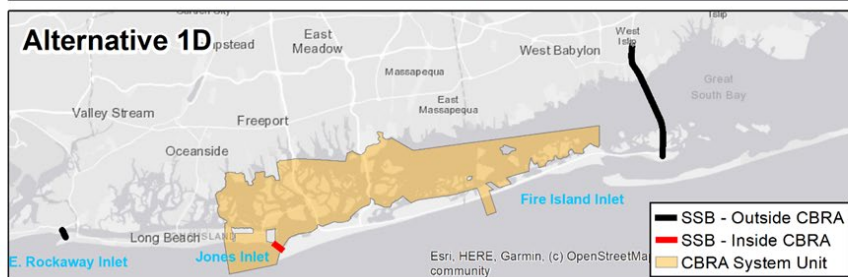 Alternative 1D
East
Meadow
West
Islip
Islip
West Babylon
Massapequa
Great
South Bay
Valley Stream
Freeport
East
Massapequa
Oceanside
Fire Island Inlet
Long Beach
E. Rockaway Inlet
Jones Inlet
Esri, HERE, Garmin, (c) OpenStreetMap
community
SSB - Outside CBRA
SSB - Inside CBRA
CBRA System Unit